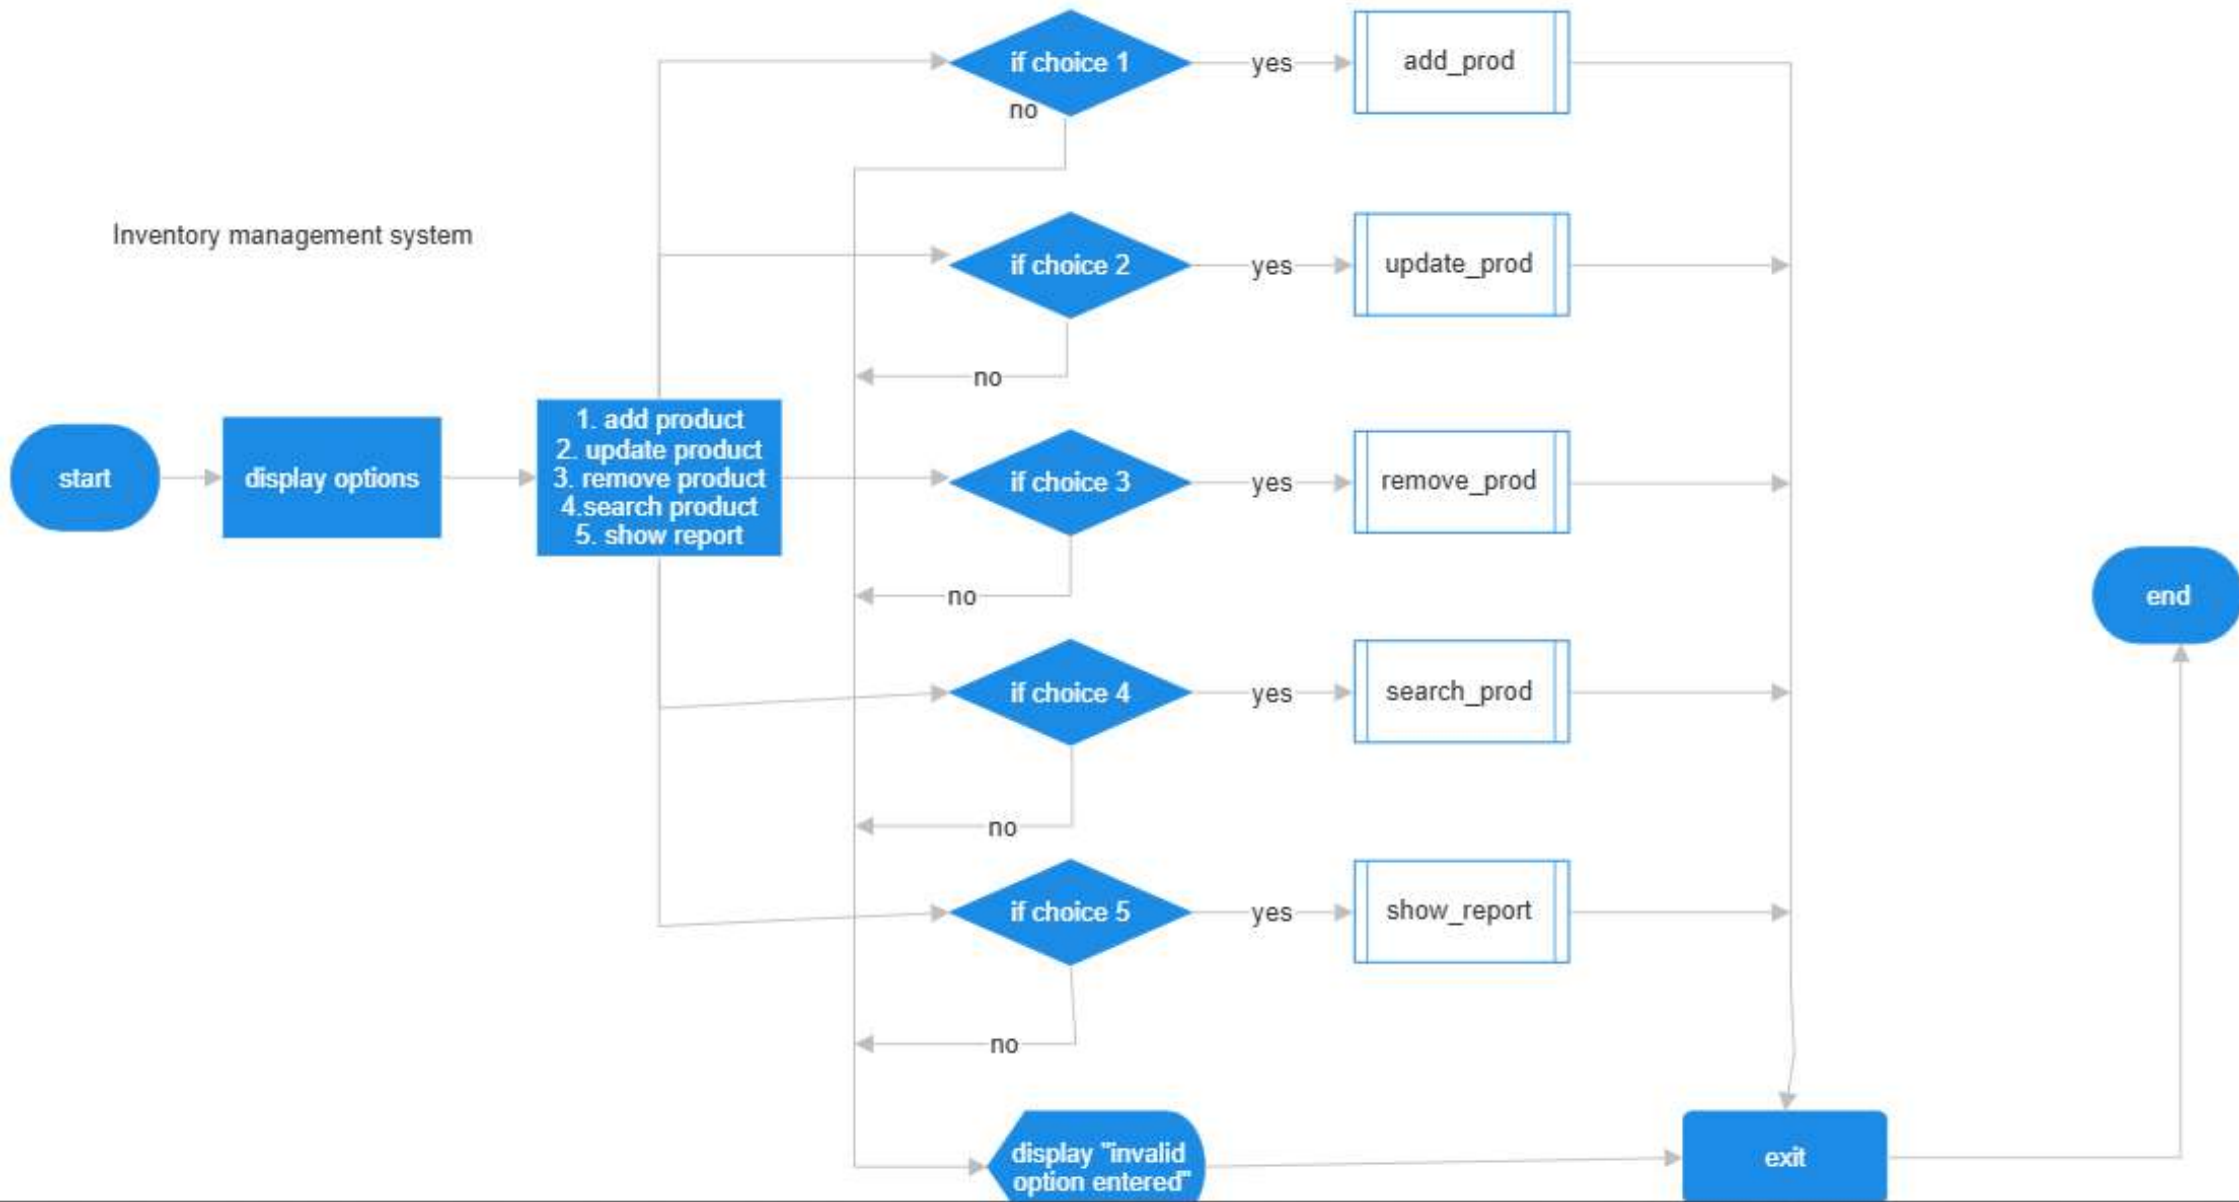 if choice 1
yes
add_prod
no
Inventory management system
if choice 2
yes
update_prod
no
start
display options
1. add product
2. update product
3. remove product
4.search product
5. show report
if choice 3
yes
remove_prod
no
end
if choice 4
yes
search_prod
no
if choice 5
yes
show_report
no
display "invalid
option entered"
exit